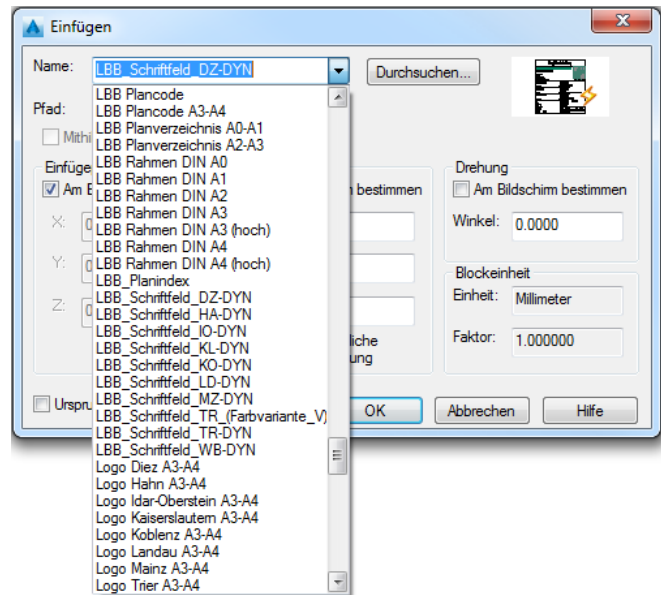 Einfügen
Name:
LBB_Schriftfeld_DZ-DYN
Durchsuchen...
Pfad:
LBB Plancode
LBB Plancode A3-A4
LBB Planverzeichnis A0-A1
LBB Planverzeichnis A2-A3
LBB Rahmen DIN A0
LBB Rahmen DIN A1
LBB Rahmen DIN A2
LBB Rahmen DIN A3
LBB Rahmen DIN A3 (hoch)
LBB Rahmen DIN A4
LBB Rahmen DIN A4 (hoch)
LBB_Planindex
LBB_Schriftfeld_DZ-DYN
LBB_Schriftfeld_HA-DYN
LBB_Schriftfeld_IO-DYN
LBB_Schriftfeld_KL-DYN
LBB_Schriftfeld_KO-DYN
LBB_Schriftfeld_LD-DYN
LBB_Schriftfeld_MZ-DYN
LBB_Schriftfeld_TR_(Farbvariante_V)
LBB_Schriftfeld_TR-DYN
LBB_Schriftfeld_WB-DYN
Logo Diez A3-A4
Logo Hahn A3-A4
Logo Idar-Oberstein A3-A4
Logo Kaiserslautern A3-A4
Logo Koblenz A3-A4
Logo Landau A3-A4
Logo Mainz A3-A4
Logo Trier A3-A4
Mithi
Einfüge
Am B
X: 0
Y: 0
Z: 0
bestimmen
liche
ung
Drehung
Am Bildschirm bestimmen
Winkel: 0.0000
Blockeinheit
Einheit: Millimeter
Faktor: 1.000000
Urspru
OK
Abbrechen
Hilfe